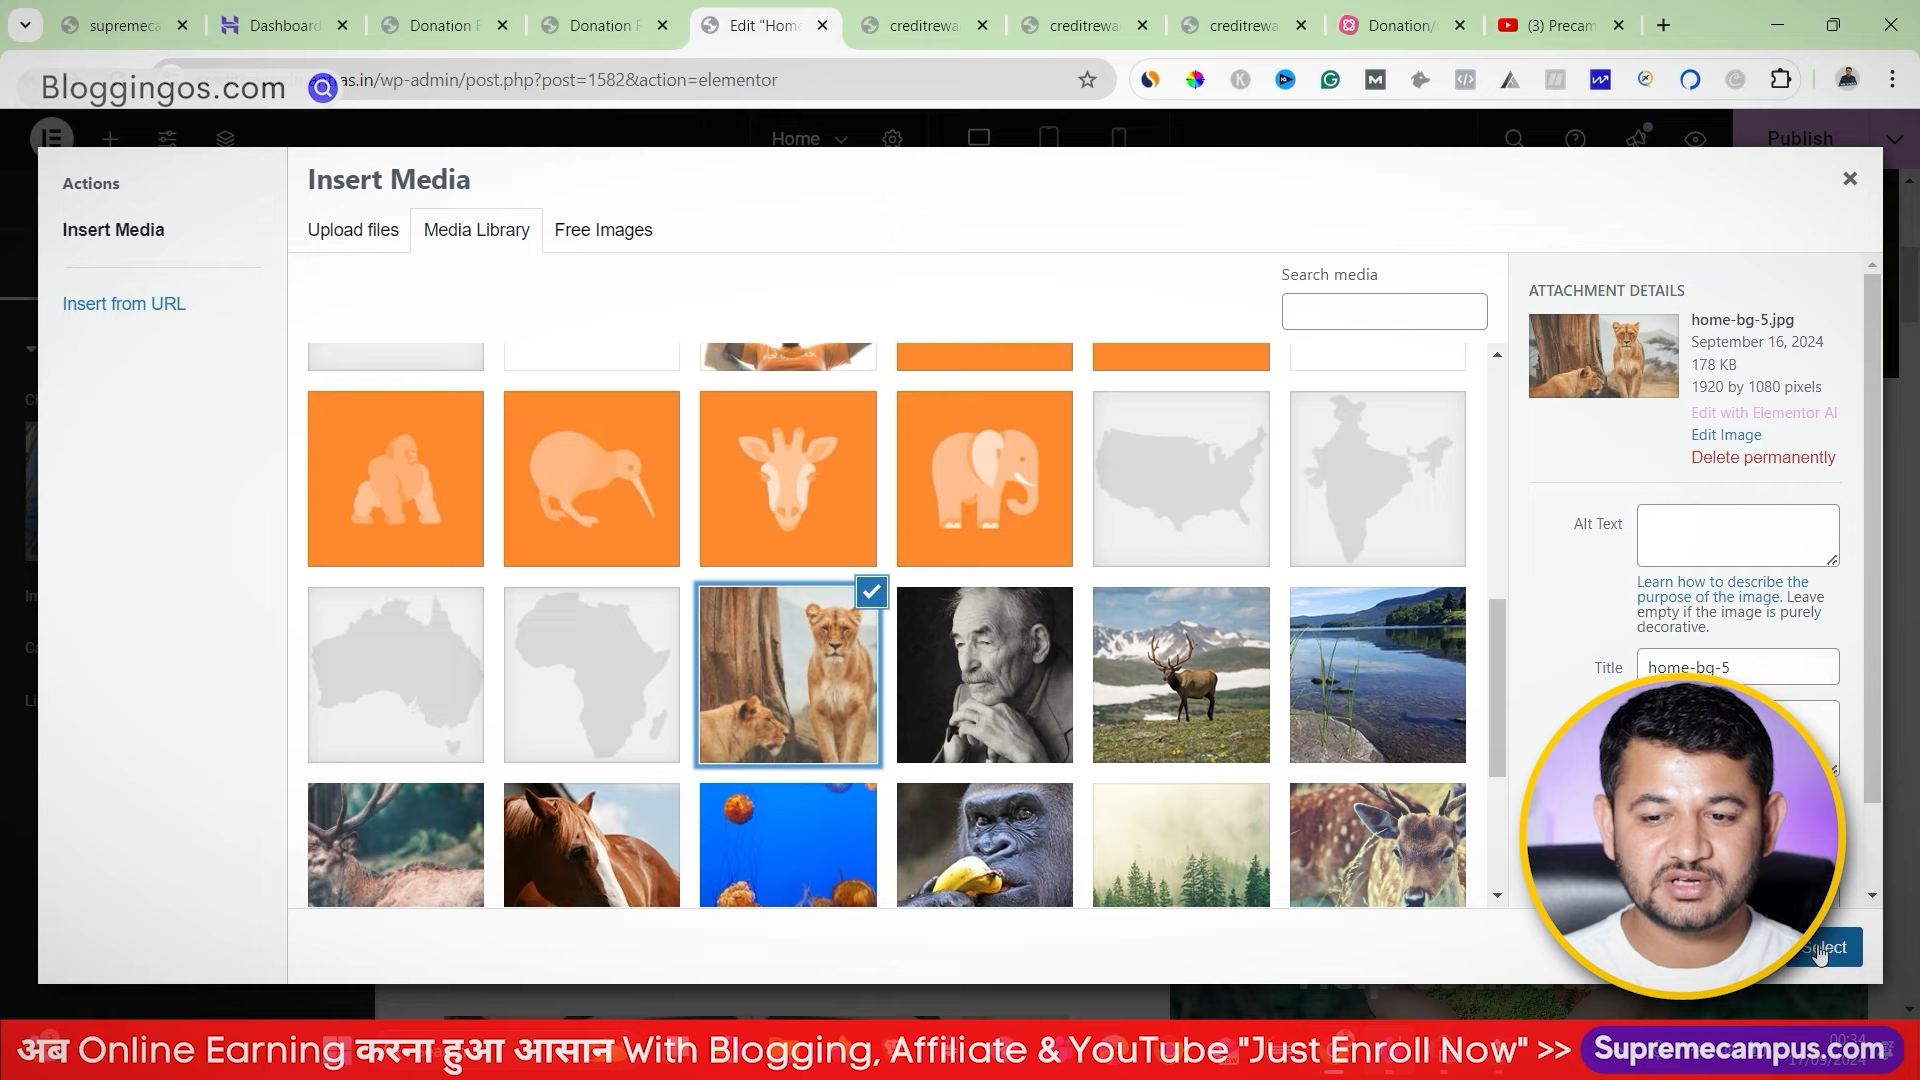 supremeca
Dashboard
Donation F
Donation F
Edit "Home
creditrewa
creditrewa
creditrewa
Donation/
(3) Precam
Bloggingos.com
as.in/wp-admin/post.php?post=1582&action=elementor
Home
Publish
Actions
Insert Media
Insert from URL
Insert Media
Upload files
Media Library
Free Images
Search media
ATTACHMENT DETAILS
home-bg-5.jpg
September 16, 2024
178 KB
1920 by 1080 pixels
Edit with Elementor AI
Edit Image
Delete permanently
Alt Text
Learn how to describe the
purpose of the image. Leave
empty if the image is purely
decorative.
Title
home-bg-5
Select
अब Online Earning करना हुआ आसान With Blogging, Affiliate & YouTube "Just Enroll Now" >>
Supremecampus.com